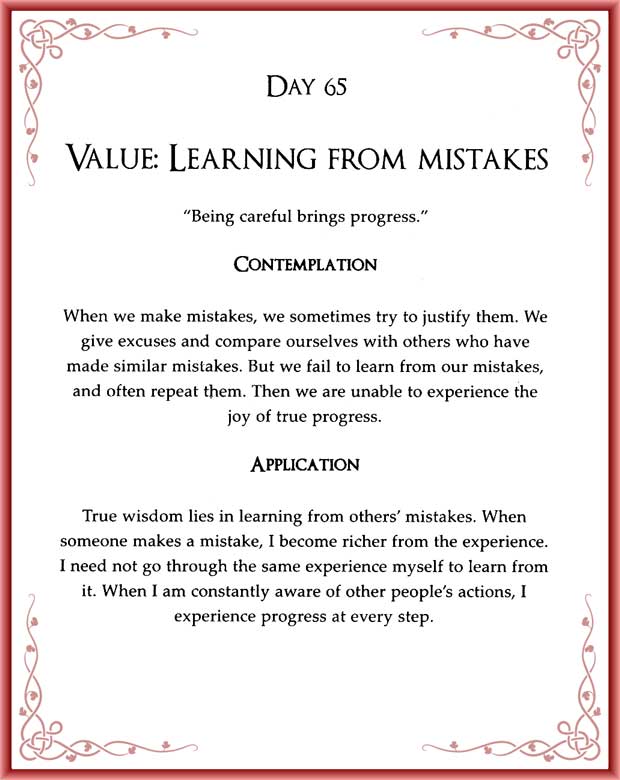 DAY 65
VALUE: LEARNING FROM MISTAKES
“Being careful brings progress.”
CONTEMPLATION
When we make mistakes, we sometimes try to justify them. We
give excuses and compare ourselves with others who have
made similar mistakes. But we fail to learn from our mistakes,
and often repeat them. Then we are unable to experience the
joy of true progress.
APPLICATION
True wisdom lies in learning from others’ mistakes. When
someone makes a mistake, I become richer from the experience.
I need not go through the same experience myself to learn from
it. When I am constantly aware of other people’s actions, I
experience progress at every step.